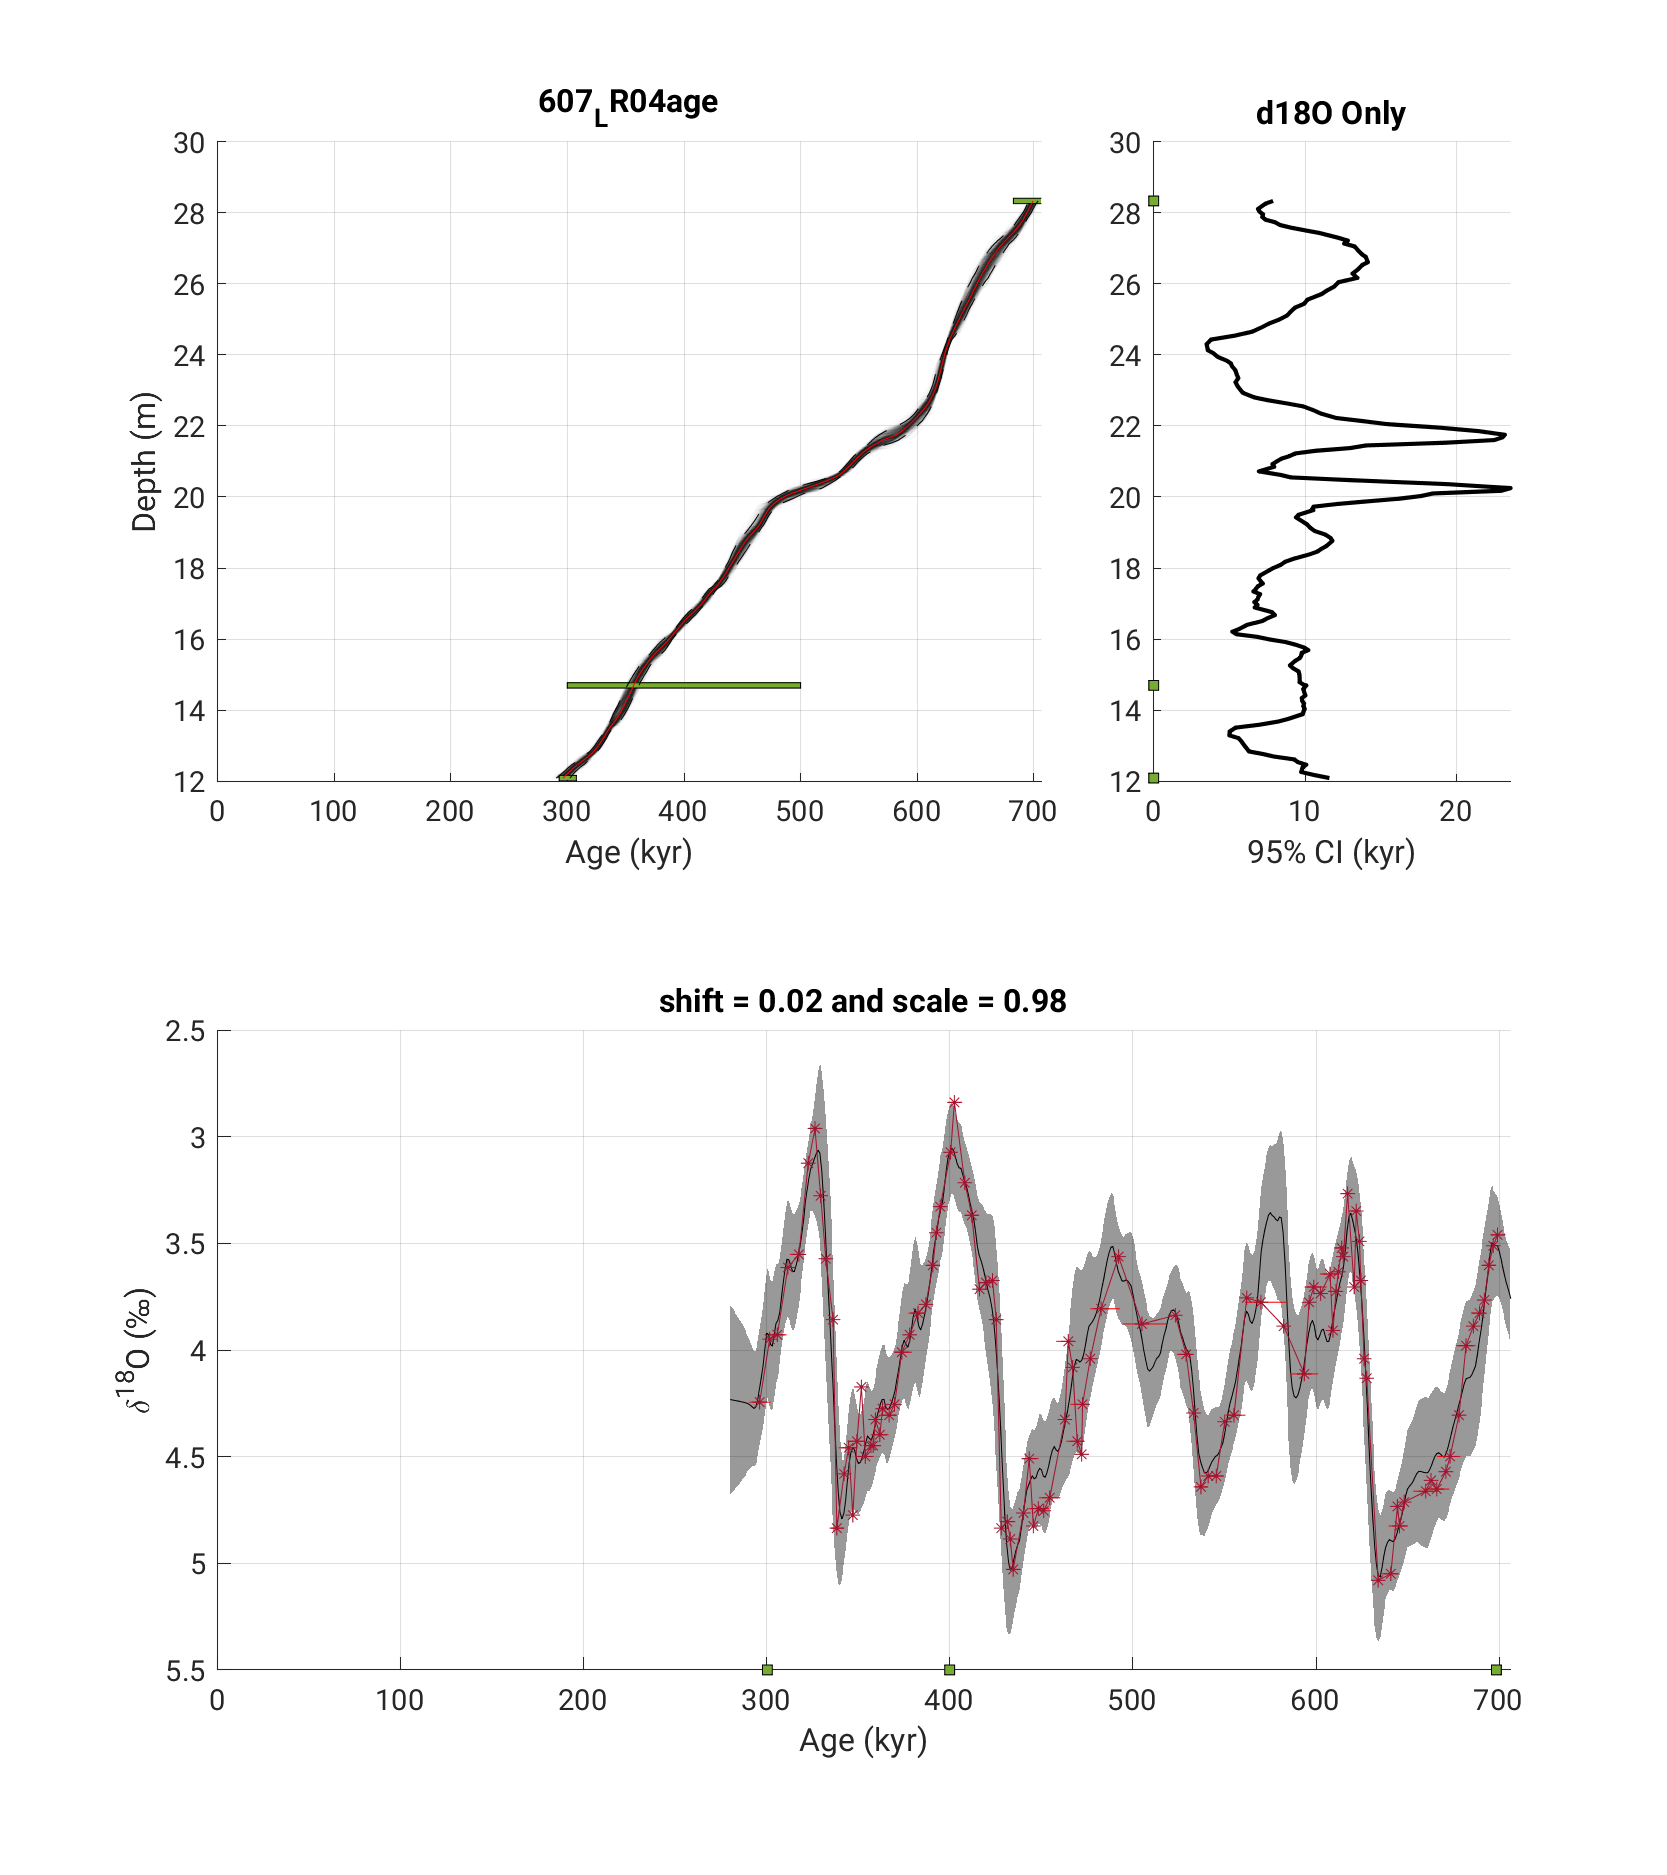 607_LR04age
30
28
26
24
22
20
18
16
14
12
0 100 200 300 400 500 600 700
Age (kyr)
Depth (m)
d18O Only
30
28
26
24
22
20
18
16
14
12
0 10 20
95% CI (kyr)
shift = 0.02 and scale = 0.98
2.5
3
3.5
4
4.5
5
5.5
0 100 200 300 400 500 600 700
Age (kyr)
δ18O (‰)